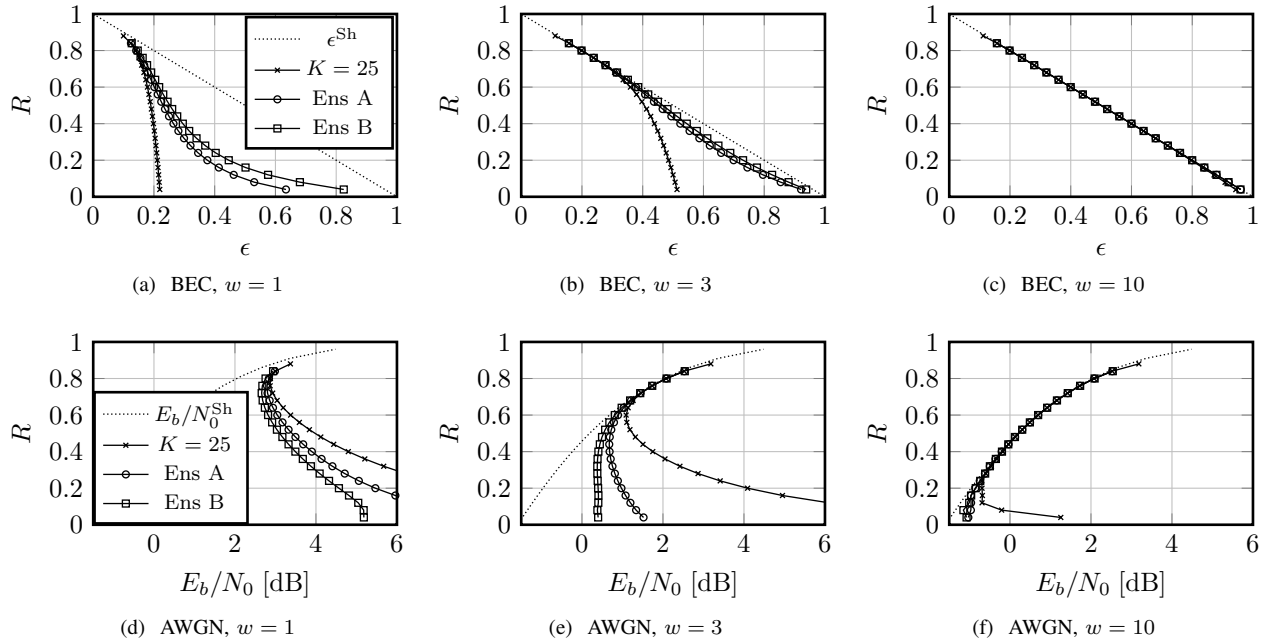 1
0.8
0.6
0.4
0.2
0
R
0 0.2 0.4 0.6 0.8 1
ϵ
ϵ^Sh
K = 25
Ens A
Ens B
(a) BEC, w = 1
1
0.8
0.6
0.4
0.2
0
R
0 0.2 0.4 0.6 0.8 1
ϵ
(b) BEC, w = 3
1
0.8
0.6
0.4
0.2
0
R
0 0.2 0.4 0.6 0.8 1
ϵ
(c) BEC, w = 10
1
0.8
0.6
0.4
0.2
0
R
0 2 4 6
E_b/N_0 [dB]
E_b/N_0^Sh
K = 25
Ens A
Ens B
(d) AWGN, w = 1
1
0.8
0.6
0.4
0.2
0
R
0 2 4 6
E_b/N_0 [dB]
(e) AWGN, w = 3
1
0.8
0.6
0.4
0.2
0
R
0 2 4 6
E_b/N_0 [dB]
(f) AWGN, w = 10